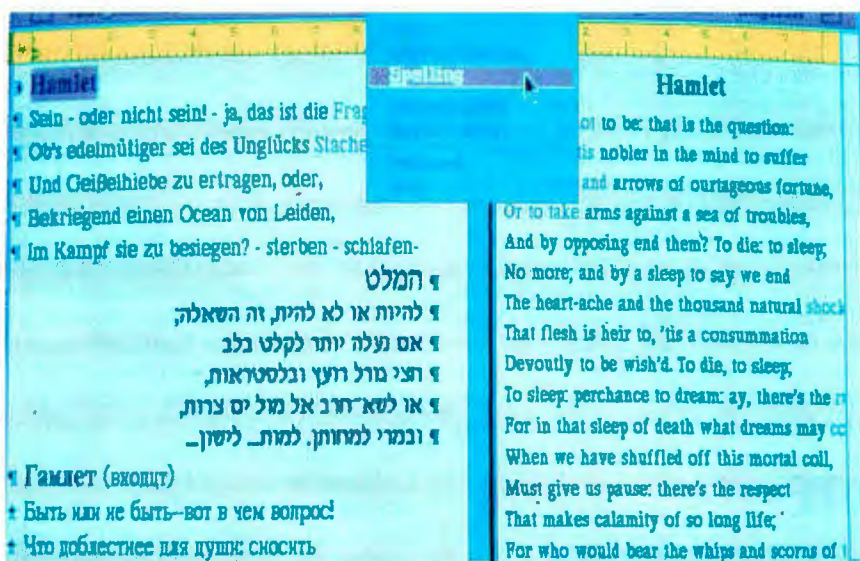 Spelling
Hamlet
Sein - oder nicht sein! - ja, das ist die Frag
Ob's edelmütiger sei des Unglücks Stache
Und Geißelhiebe zu ertragen, oder,
Bekriegend einen Ocean von Leiden,
Im Kampf sie zu besiegen? - sterben - schlafen-
המלט
להיות או לא להית, זה השאלה;
אם נעלה יותר לקלט בלב
חצי גורל רועץ ובלסטראות,
או לשא־חרב אל מול ים צרות,
ובמרי למחותן. למות... לישון...
Гамлет (входит)
Быть или не быть--вот в чем вопрос!
Что доблестнее для души: сносить
Hamlet
ot to be: that is the question:
tis nobler in the mind to suffer
and arrows of ourtageous fortune,
Or to take arms against a sea of troubles,
And by opposing end them? To die: to sleep;
No more; and by a sleep to say we end
The heart-ache and the thousand natural shock
That flesh is heir to, 'tis a consummation
Devoutly to be wish'd. To die, to sleep;
To sleep: perchance to dream: ay, there's the r
For in that sleep of death what dreams may co
When we have shuffled off this mortal coil,
Must give us pause: there's the respect
That makes calamity of so long life;
For who would bear the whips and scorns of